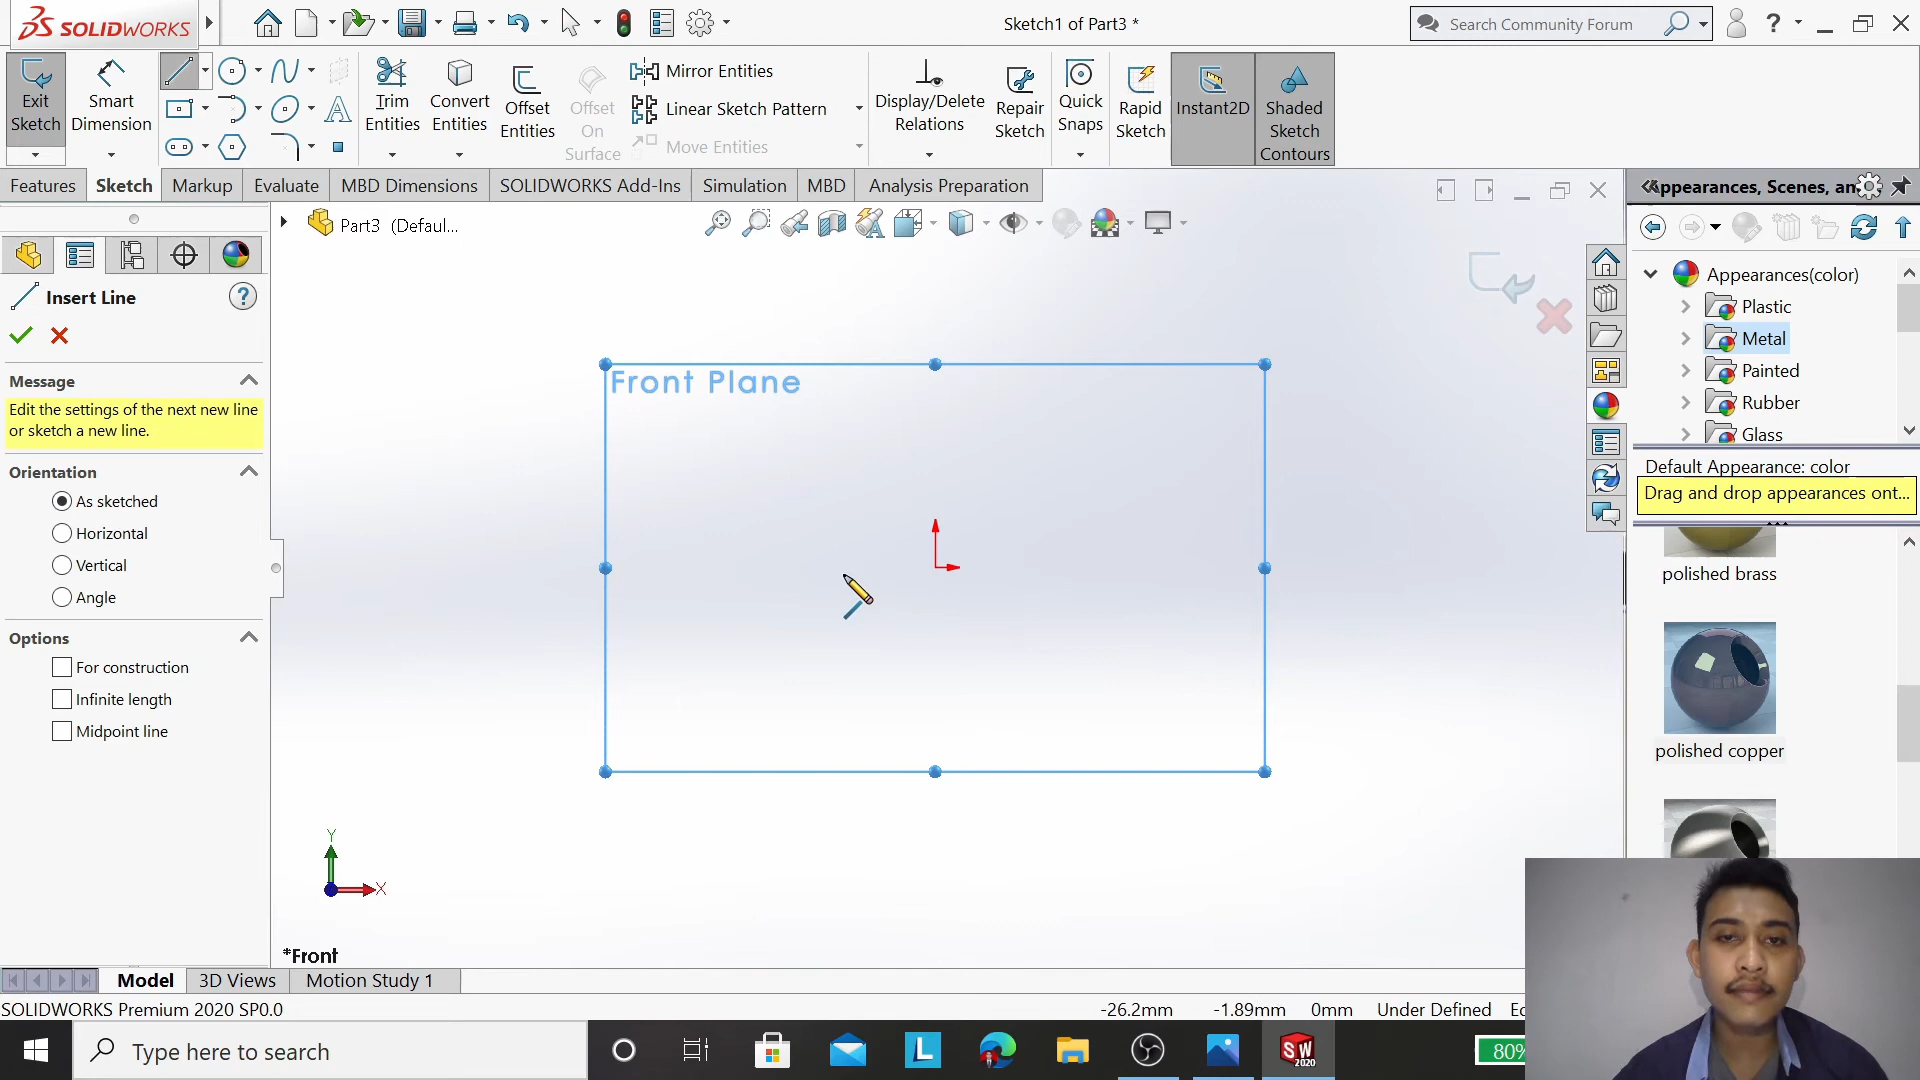 SOLIDWORKS
Sketch1 of Part3 *
Search Community Forum
?
Exit
Sketch
Smart
Dimension
Trim
Entities
Convert
Entities
Offset
Entities
Offset
On
Surface
Mirror Entities
Linear Sketch Pattern
Move Entities
Display/Delete
Relations
Repair
Sketch
Quick
Snaps
Rapid
Sketch
Instant2D
Shaded
Sketch
Contours
Features
Sketch
Markup
Evaluate
MBD Dimensions
SOLIDWORKS Add-Ins
Simulation
MBD
Analysis Preparation
Part3 (Defaul...
Insert Line
?
Message
Edit the settings of the next new line
or sketch a new line.
Orientation
As sketched
Horizontal
Vertical
Angle
Options
For construction
Infinite length
Midpoint line
Front Plane
Y
X
*Front
Appearances, Scenes, an
Appearances(color)
Plastic
Metal
Painted
Rubber
Glass
Default Appearance: color
Drag and drop appearances ont...
polished brass
polished copper
Model
3D Views
Motion Study 1
SOLIDWORKS Premium 2020 SP0.0
-26.2mm
-1.89mm
0mm
Under Defined
Type here to search
L
SW
2020
80%